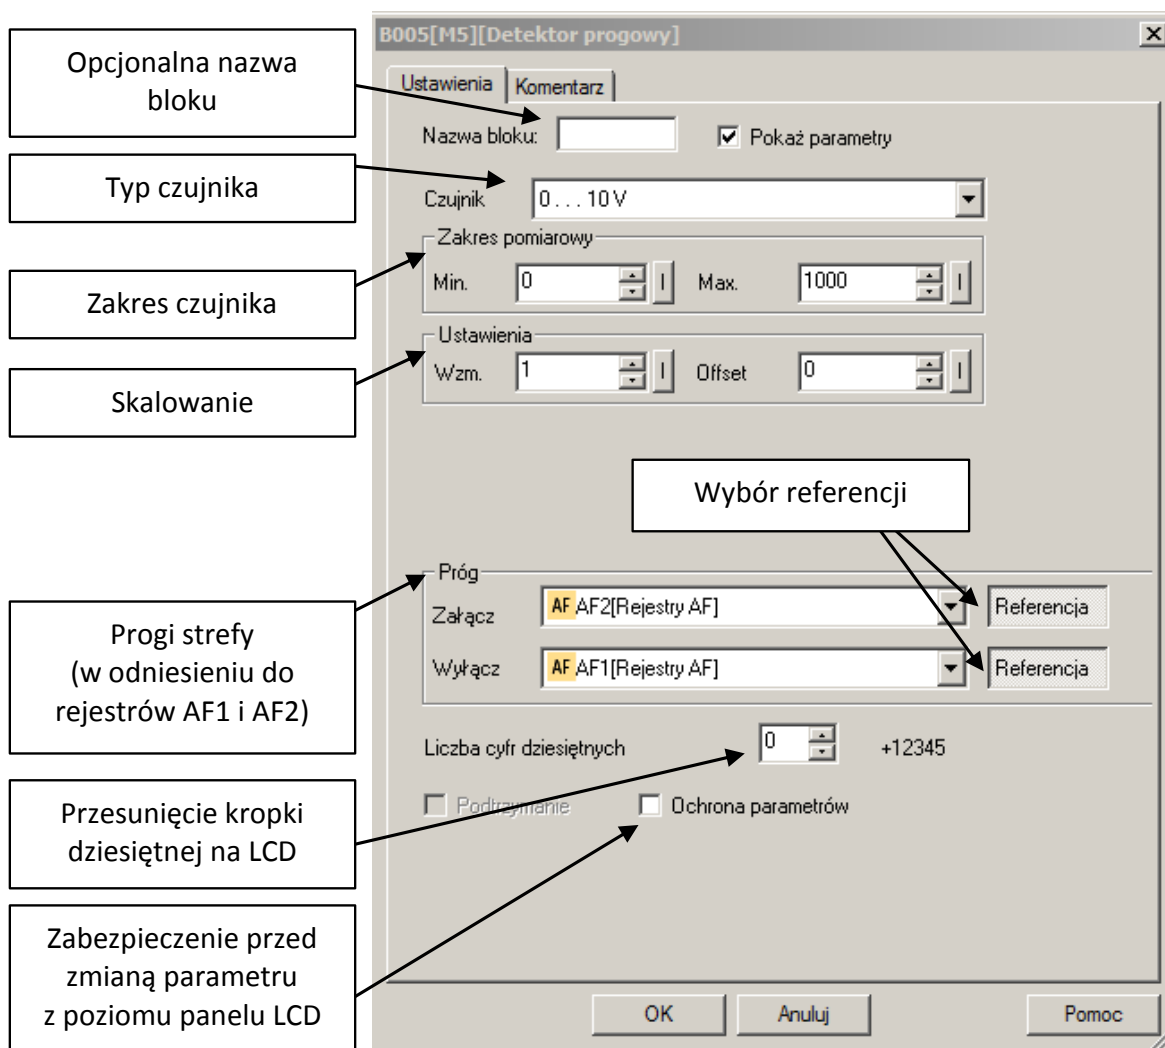 Opcjonalna nazwa
bloku
Typ czujnika
Zakres czujnika
Skalowanie
Progi strefy
(w odniesieniu do
rejestrów AF1 i AF2)
Przesunięcie kropki
dziesiętnej na LCD
Zabezpieczenie przed
zmianą parametru
z poziomu panelu LCD
B005[M5][Detektor progowy]
Ustawienia Komentarz
Nazwa bloku: Pokaż parametry
Czujnik 0 . . . 10 V
Zakres pomiarowy
Min. 0 I Max. 1000 I
Ustawienia
Wzm. 1 I Offset 0 I
Wybór referencji
Próg
Załącz AF AF2[Rejestry AF] Referencja
Wyłącz AF AF1[Rejestry AF] Referencja
Liczba cyfr dziesiętnych 0 +12345
Podtrzymanie Ochrona parametrów
OK Anuluj Pomoc